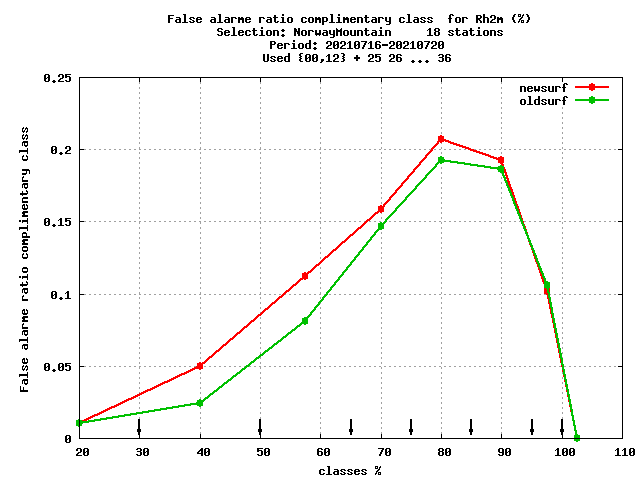 False alarme ratio complimentary class  for Rh2m (%)
Selection: NorwayMountain     18 stations
Period: 20210716-20210720
Used {00,12} + 25 26 ... 36
newsurf
oldsurf
False alarme ratio complimentary class
0.25
0.2
0.15
0.1
0.05
0
20 30 40 50 60 70 80 90 100 110
classes %